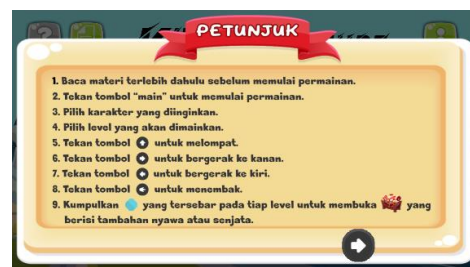 PETUNJUK
1. Baca materi terlebih dahulu sebelum memulai permainan.
2. Tekan tombol "main" untuk memulai permainan.
3. Pilih karakter yang diinginkan.
4. Pilih level yang akan dimainkan.
5. Tekan tombol untuk melompat.
6. Tekan tombol untuk bergerak ke kanan.
7. Tekan tombol untuk bergerak ke kiri.
8. Tekan tombol untuk menembak.
9. Kumpulkan yang tersebar pada tiap level untuk membuka yang
berisi tambahan nyawa atau senjata.